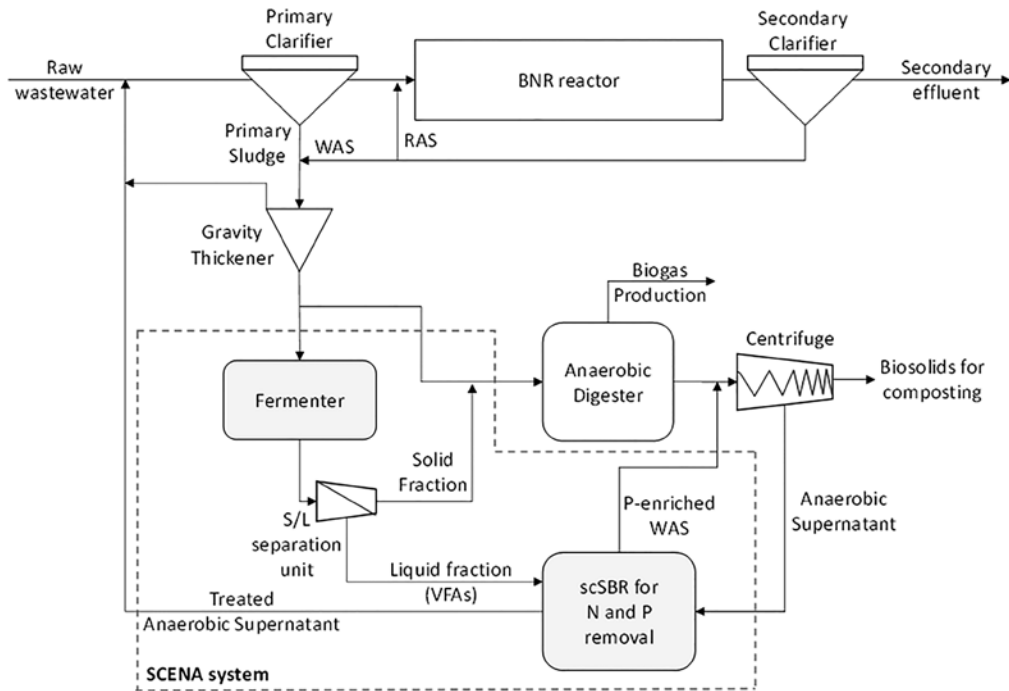 Primary
Clarifier
Secondary
Clarifier
Raw
wastewater
BNR reactor
Secondary
effluent
Primary
Sludge
WAS
RAS
Gravity
Thickener
Biogas
Production
Centrifuge
Anaerobic
Digester
Biosolids for
composting
Fermenter
Solid
Fraction
P-enriched
WAS
Anaerobic
Supernatant
S/L
separation
unit
Liquid fraction
(VFAs)
scSBR for
N and P
removal
Treated
Anaerobic Supernatant
SCENA system